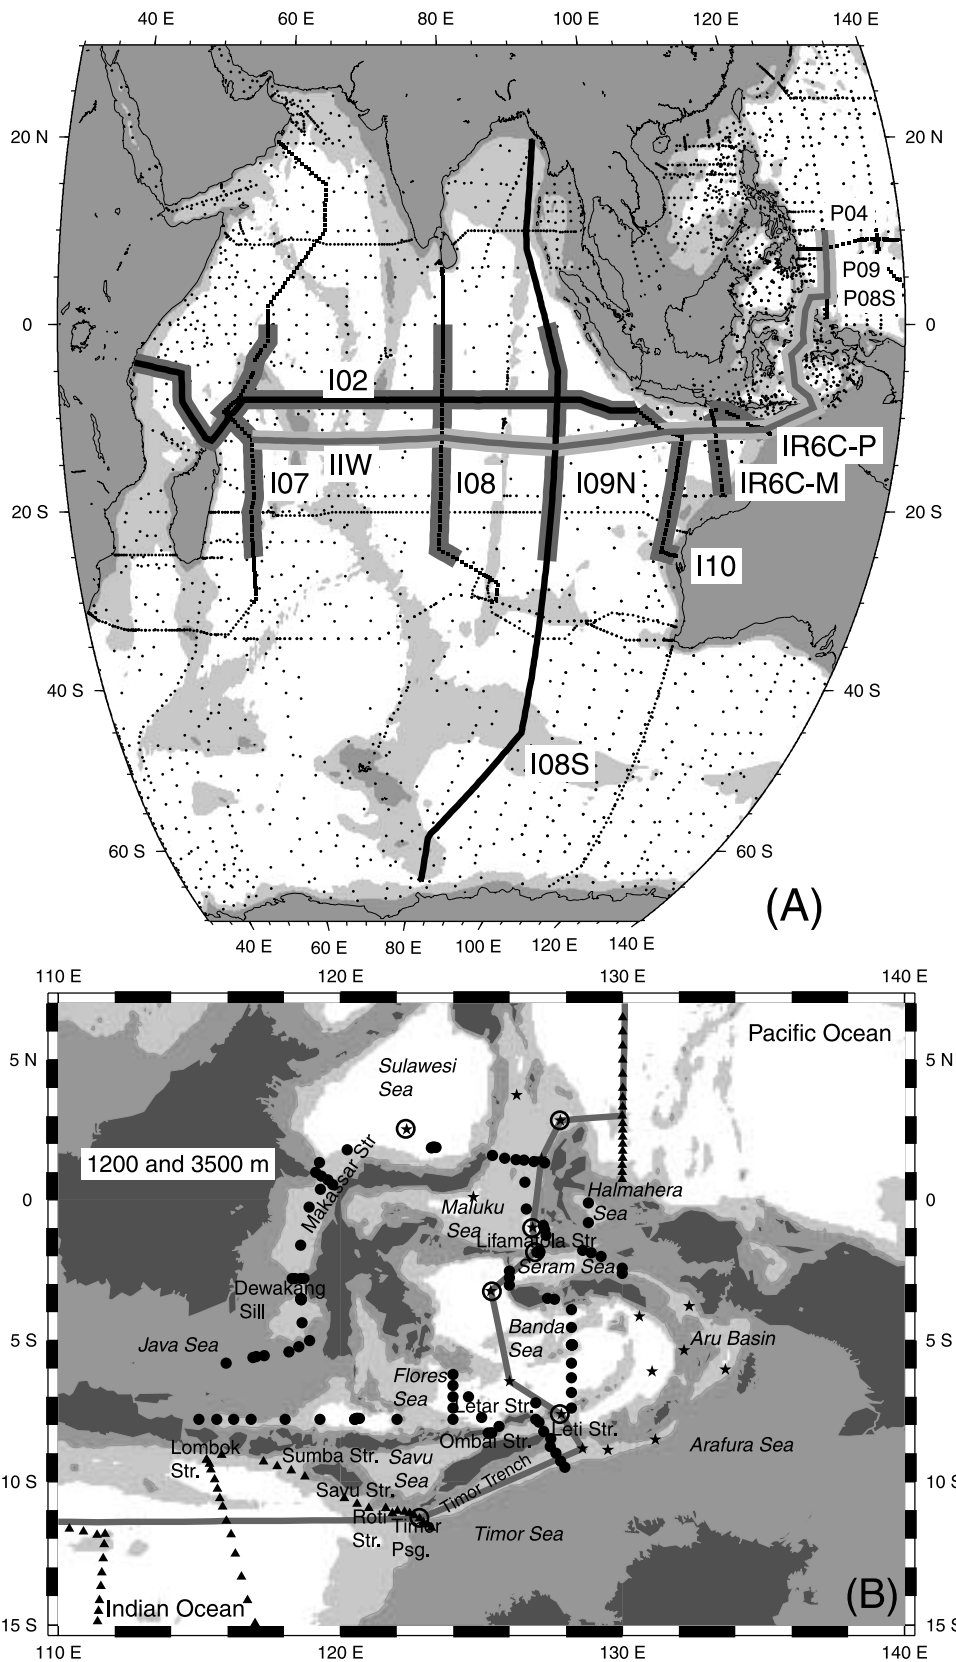 40 E 60 E 80 E 100 E 120 E 140 E
20 N 20 N
P04
P09
P08S
0 0
I02
IR6C-P
IIW
I07 I08 I09N IR6C-M
20 S 20 S
I10
40 S 40 S
I08S
60 S 60 S
(A)
40 E 60 E 80 E 100 E 120 E 140 E
110 E 120 E 130 E 140 E
Pacific Ocean
5 N 5 N
Sulawesi
Sea
1200 and 3500 m
Makassar Str
Halmahera
Sea
0 0
Maluku
Sea
Lifamatola Str
Seram Sea
Dewakang
Sill
Banda
Sea
Aru Basin
Java Sea
5 S 5 S
Flores
Sea
Letar Str.
Leti Str.
Ombai Str.
Arafura Sea
Lombok
Str.
Sumba Str.
Savu
Sea
10 S 10 S
Savu Str.
Timor Trench
Roti
Str.
Timor
Psg.
Timor Sea
Indian Ocean
(B)
15 S 15 S
110 E 120 E 130 E 140 E